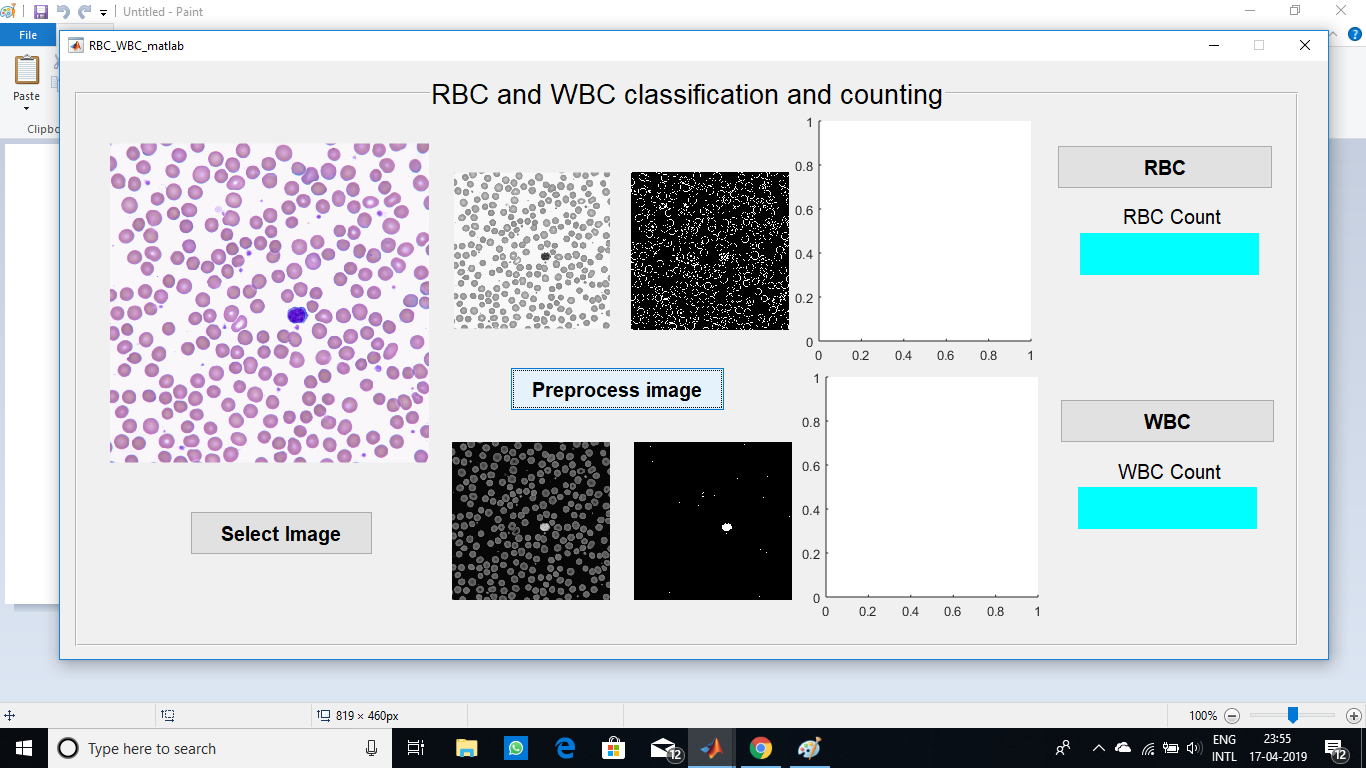 Untitled - Paint
File
Paste
Clipbo
RBC_WBC_matlab
RBC and WBC classification and counting
Select Image
Preprocess image
1
0.8
0.6
0.4
0.2
0
0 0.2 0.4 0.6 0.8 1
RBC
RBC Count
1
0.8
0.6
0.4
0.2
0
0 0.2 0.4 0.6 0.8 1
WBC
WBC Count
819 × 460px
100%
Type here to search
12
ENG
INTL
23:55
17-04-2019
12